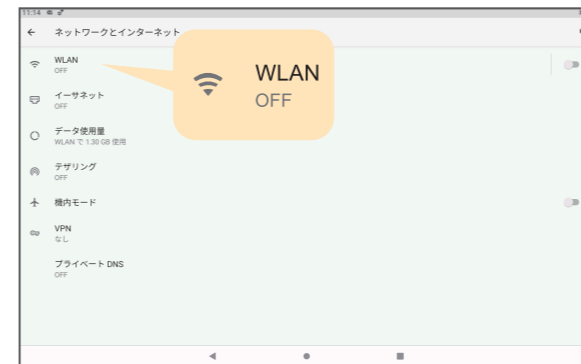 11:54
ネットワークとインターネット
WLAN
OFF
WLAN
OFF
イーサネット
OFF
データ使用量
WLAN で 1.30 GB 使用
テザリング
OFF
機内モード
VPN
なし
プライベート DNS
OFF